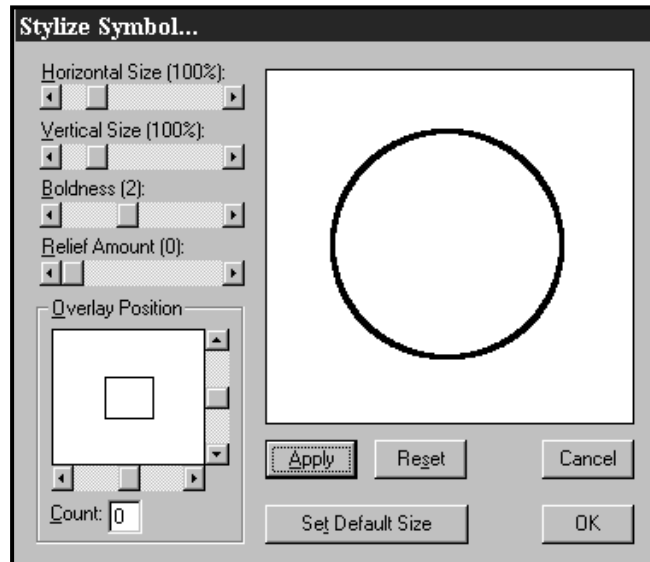 Stylize Symbol...
Horizontal Size (100%):
Vertical Size (100%):
Boldness (2):
Relief Amount (0):
Overlay Position
Count: 0
Apply
Reset
Cancel
Set Default Size
OK